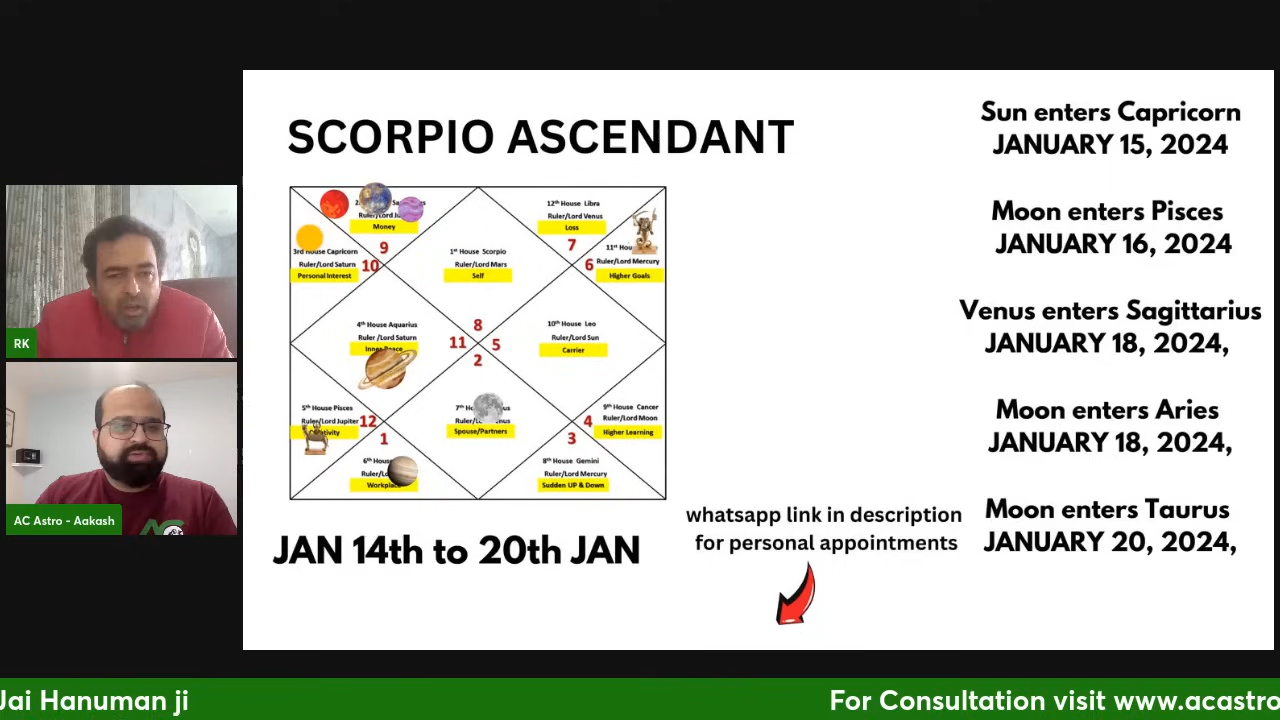 SCORPIO ASCENDANT
Money
12th House Libra
Ruler/Lord Venus
Loss
7
9
3rd House Capricorn
Ruler/Lord Saturn
Personal Interest
10
1st House Scorpio
Ruler/Lord Mars
Self
11th
Ruler/Lord Mercury
Higher Goals
6
4th House Aquarius
Ruler /Lord Saturn
8
11
5
2
10th House Leo
Ruler/Lord Sun
Carrier
5th House Pisces
Ruler/Lord Jupiter
12
1
7th
Spouse/Partners
9th House Cancer
Ruler/Lord Moon
Higher Learning
4
3
6th House
Workplace
8th House Gemini
Ruler/Lord Mercury
Sudden UP & Down
JAN 14th to 20th JAN
whatsapp link in description
for personal appointments
Sun enters Capricorn
JANUARY 15, 2024
Moon enters Pisces
JANUARY 16, 2024
Venus enters Sagittarius
JANUARY 18, 2024,
Moon enters Aries
JANUARY 18, 2024,
Moon enters Taurus
JANUARY 20, 2024,
RK
AC Astro - Aakash
AC
Jai Hanuman ji
For Consultation visit www.acastro